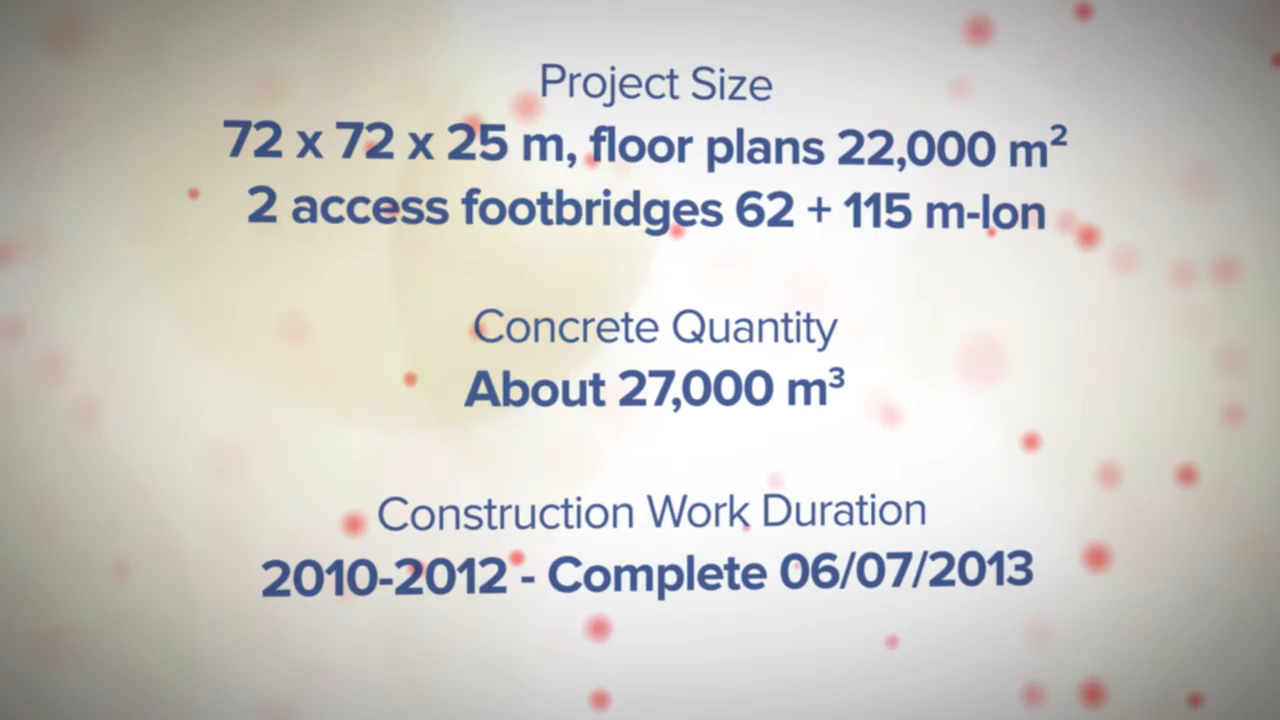 Project Size
72 x 72 x 25 m, floor plans 22,000 m²
2 access footbridges 62 + 115 m-lon
Concrete Quantity
About 27,000 m³
Construction Work Duration
2010-2012 - Complete 06/07/2013